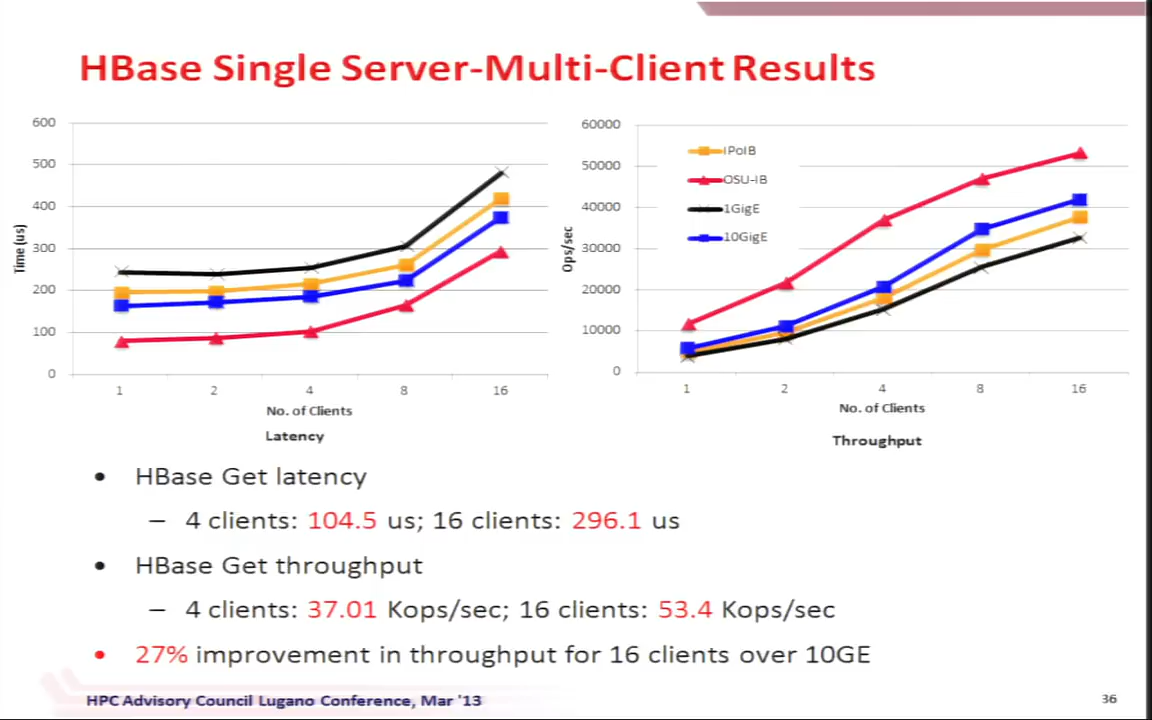 HBase Single Server-Multi-Client Results
600
500
400
300
200
100
0
Time (us)
1 2 4 8 16
No. of Clients
Latency
60000
50000
40000
30000
20000
10000
0
Ops/sec
IPoIB
OSU-IB
1GigE
10GigE
1 2 4 8 16
No. of Clients
Throughput
• HBase Get latency
– 4 clients: 104.5 us; 16 clients: 296.1 us
• HBase Get throughput
– 4 clients: 37.01 Kops/sec; 16 clients: 53.4 Kops/sec
• 27% improvement in throughput for 16 clients over 10GE
HPC Advisory Council Lugano Conference, Mar '13
36